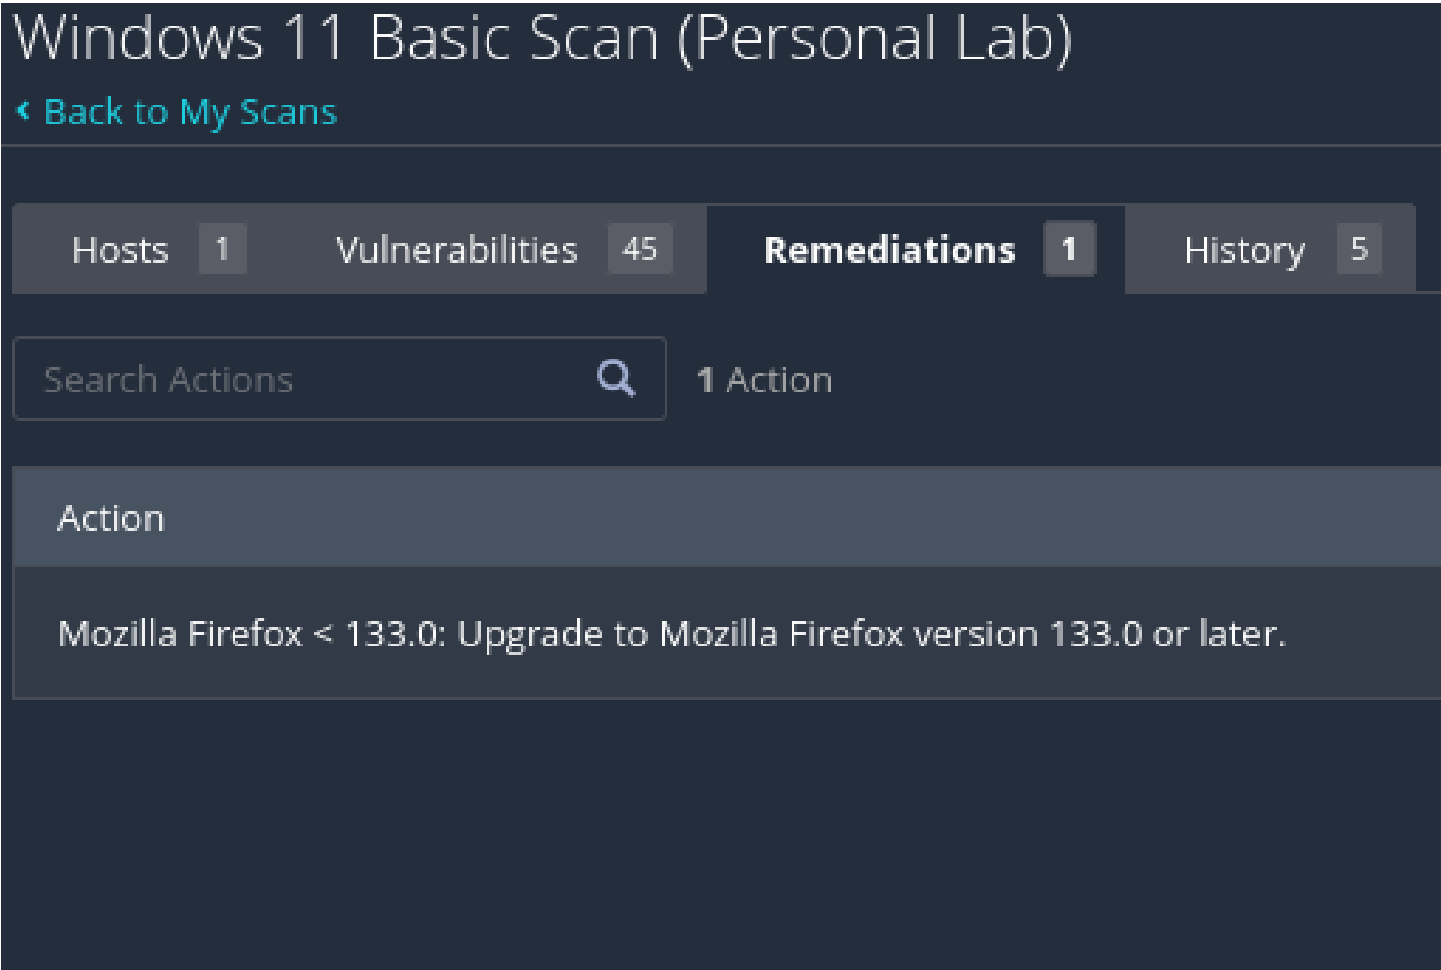 Windows 11 Basic Scan (Personal Lab)
Back to My Scans
Hosts 1 Vulnerabilities 45 Remediations 1 History 5
Search Actions 1 Action
Action
Mozilla Firefox < 133.0: Upgrade to Mozilla Firefox version 133.0 or later.